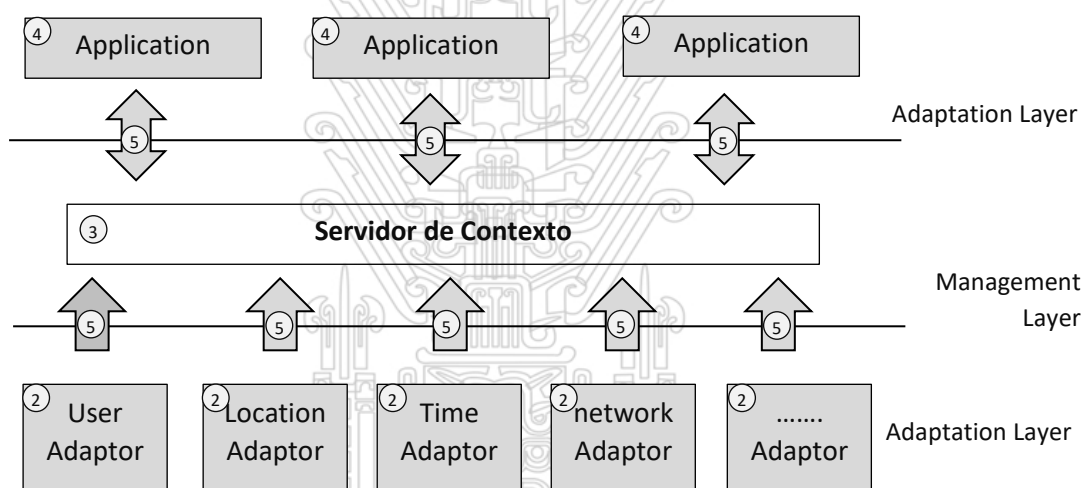 4 Application
4 Application
4 Application
Adaptation Layer
5
5
5
3 Servidor de Contexto
Management
Layer
5
5
5
5
5
2 User
Adaptor
2 Location
Adaptor
2 Time
Adaptor
2 network
Adaptor
2 .......
Adaptor
Adaptation Layer